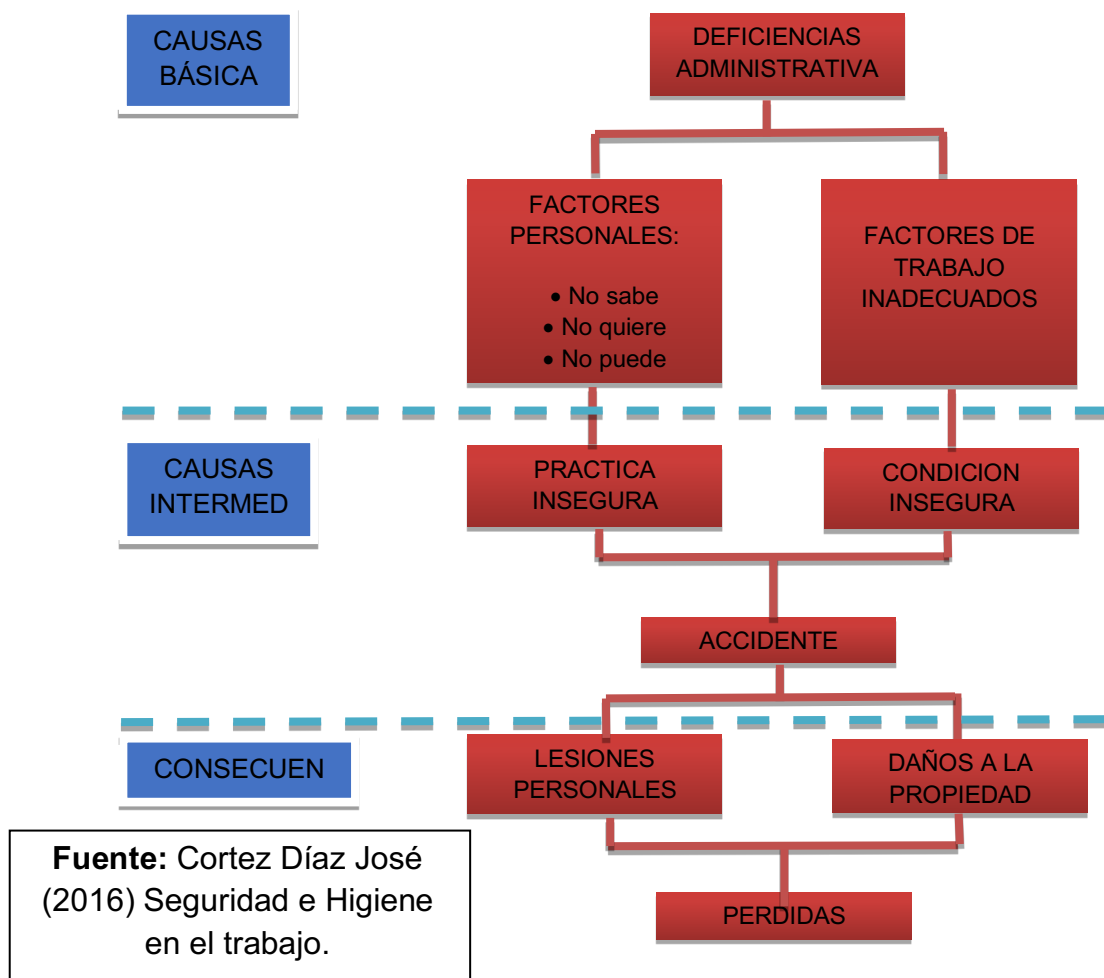 CAUSAS
BÁSICA
DEFICIENCIAS
ADMINISTRATIVA
FACTORES
PERSONALES:
• No sabe
• No quiere
• No puede
FACTORES DE
TRABAJO
INADECUADOS
CAUSAS
INTERMED
PRACTICA
INSEGURA
CONDICION
INSEGURA
ACCIDENTE
CONSECUEN
LESIONES
PERSONALES
DAÑOS A LA
PROPIEDAD
Fuente: Cortez Díaz José
(2016) Seguridad e Higiene
en el trabajo.
PERDIDAS